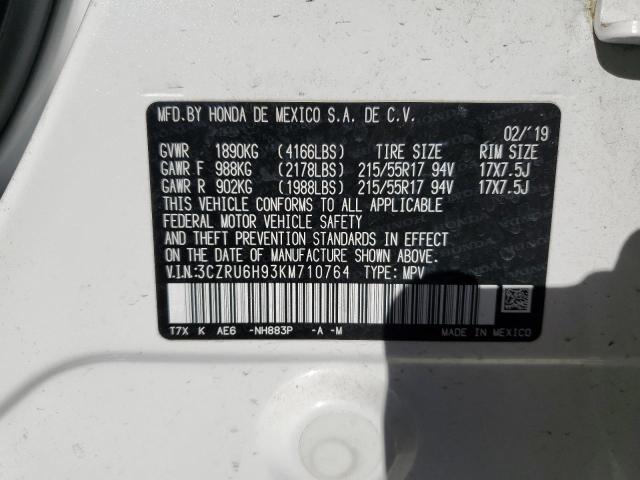 MFD.BY HONDA DE MEXICO S.A. DE C.V.
02/'19
GVWR 1890KG (4166LBS) TIRE SIZE RIM SIZE
GAWR F 988KG (2178LBS) 215/55R17 94V 17X7.5J
GAWR R 902KG (1988LBS) 215/55R17 94V 17X7.5J
THIS VEHICLE CONFORMS TO ALL APPLICABLE
FEDERAL MOTOR VEHICLE SAFETY
AND THEFT PREVENTION STANDARDS IN EFFECT
ON THE DATE OF MANUFACTURE SHOWN ABOVE.
V.I.N:3CZRU6H93KM710764 TYPE: MPV
T7X K AE6 -NH883P -A -M MADE IN MEXICO